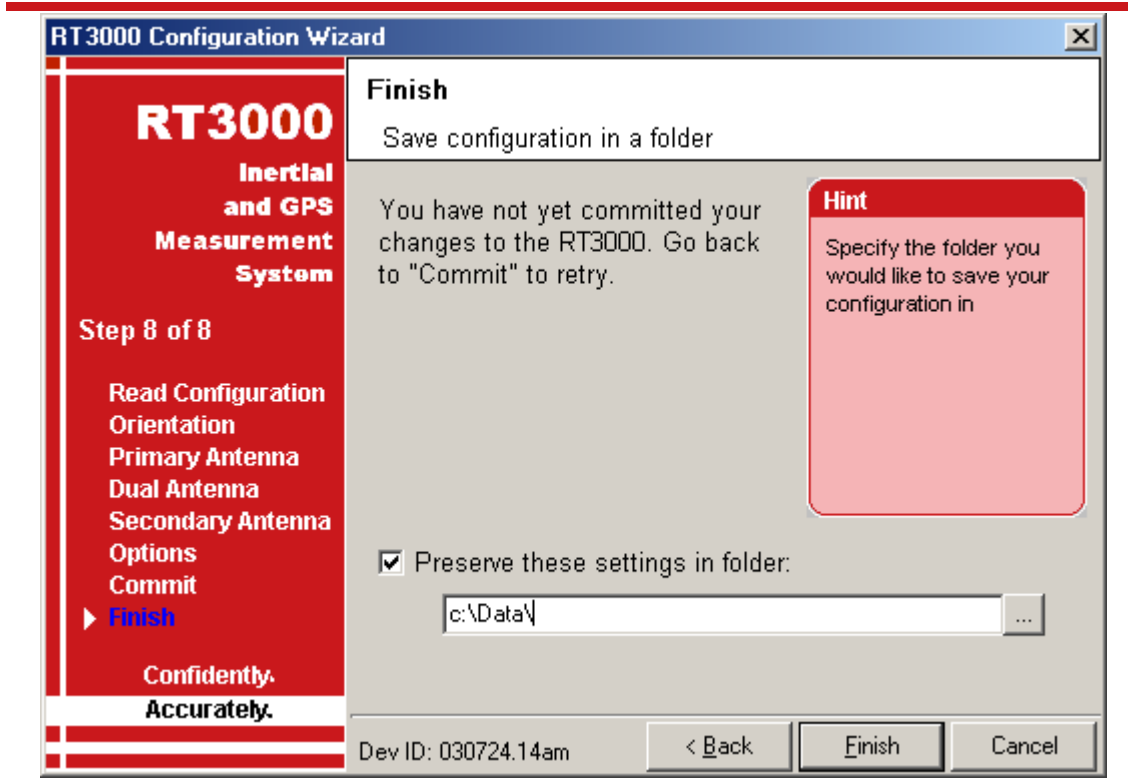 RT3000 Configuration Wizard
RT3000
Inertial
and GPS
Measurement
System
Step 8 of 8
Read Configuration
Orientation
Primary Antenna
Dual Antenna
Secondary Antenna
Options
Commit
Finish
Confidently.
Accurately.
Finish
Save configuration in a folder
You have not yet committed your
changes to the RT3000. Go back
to "Commit" to retry.
Hint
Specify the folder you
would like to save your
configuration in
Preserve these settings in folder:
c:\Data\
...
Dev ID: 030724.14am
< Back
Finish
Cancel